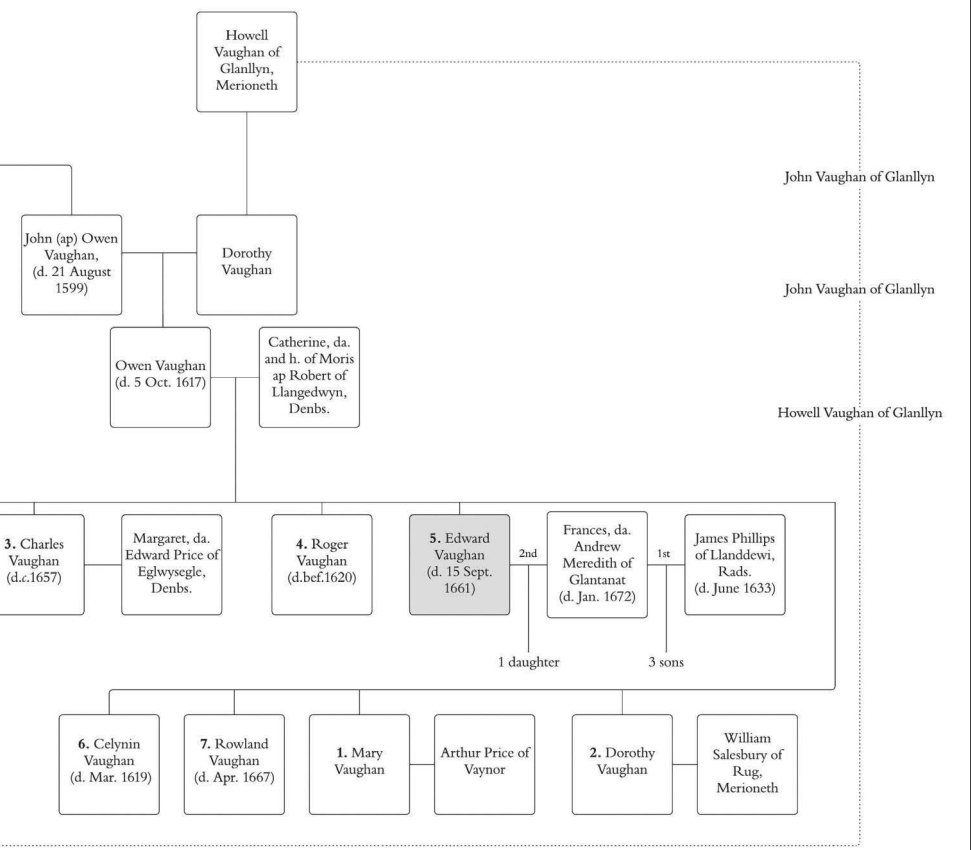 Howell
Vaughan of
Glanllyn,
Merioneth
John Vaughan of Glanllyn
John (ap) Owen
Vaughan,
(d. 21 August
1599)
Dorothy
Vaughan
John Vaughan of Glanllyn
Owen Vaughan
(d. 5 Oct. 1617)
Catherine, da.
and h. of Moris
ap Robert of
Llangedwyn,
Denbs.
Howell Vaughan of Glanllyn
3. Charles
Vaughan
(d.c.1657)
Margaret, da.
Edward Price of
Eglwysegle,
Denbs.
4. Roger
Vaughan
(d.bef.1620)
5. Edward
Vaughan
(d. 15 Sept.
1661)
2nd
Frances, da.
Andrew
Meredith of
Glantanat
(d. Jan. 1672)
1st
James Phillips
of Llanddewi,
Rads.
(d. June 1633)
1 daughter
3 sons
6. Celynin
Vaughan
(d. Mar. 1619)
7. Rowland
Vaughan
(d. Apr. 1667)
1. Mary
Vaughan
Arthur Price of
Vaynor
2. Dorothy
Vaughan
William
Salesbury of
Rug,
Merioneth